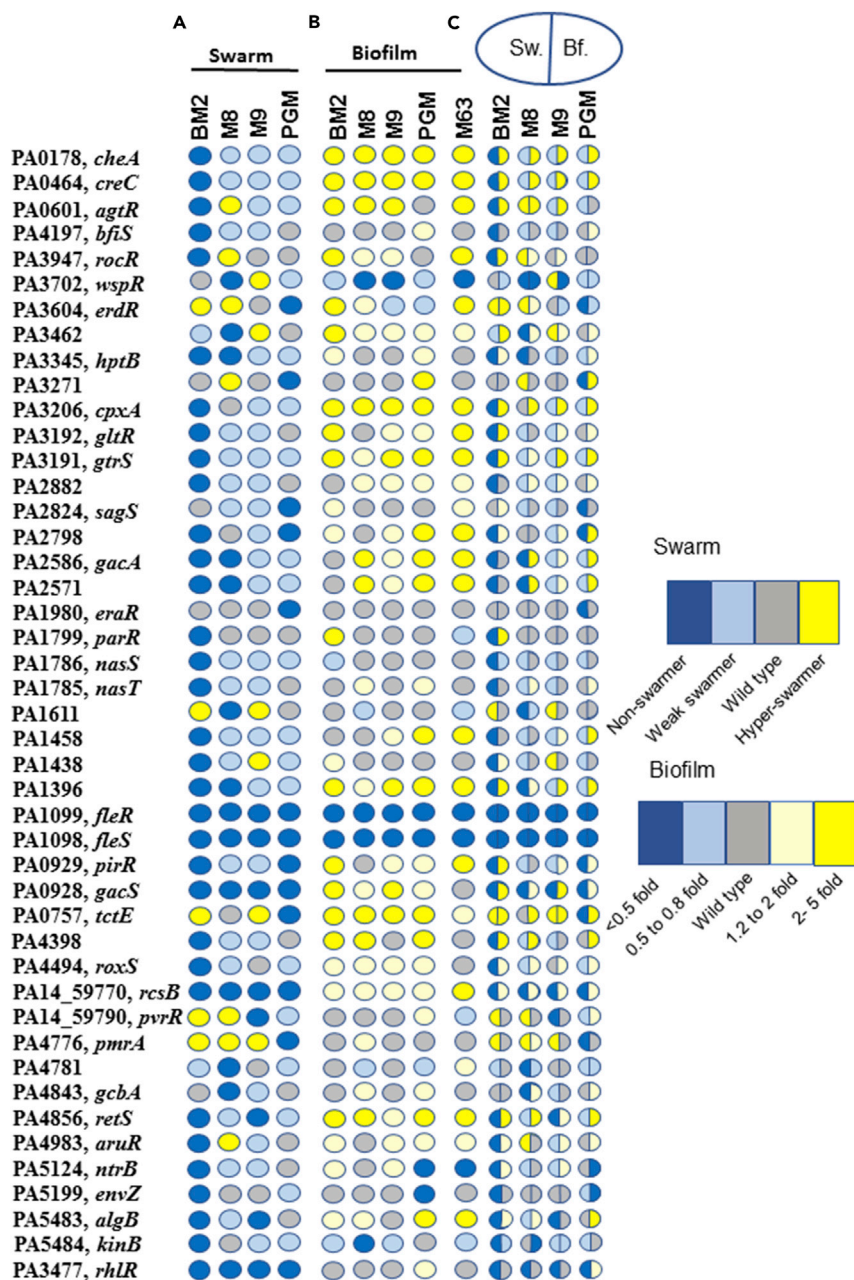 A B C
Swarm Biofilm Sw. Bf.
BM2 M8 M9 PGM BM2 M8 M9 PGM M63 BM2 M8 M9 PGM
PA0178, cheA
PA0464, creC
PA0601, agtR
PA4197, bfiS
PA3947, rocR
PA3702, wspR
PA3604, erdR
PA3462
PA3345, hptB
PA3271
PA3206, cpxA
PA3192, gltR
PA3191, gtrS
PA2882
PA2824, sagS
PA2798
PA2586, gacA
PA2571
PA1980, eraR
PA1799, parR
PA1786, nasS
PA1785, nasT
PA1611
PA1458
PA1438
PA1396
PA1099, fleR
PA1098, fleS
PA0929, pirR
PA0928, gacS
PA0757, tctE
PA4398
PA4494, roxS
PA14_59770, rcsB
PA14_59790, pvrR
PA4776, pmrA
PA4781
PA4843, gcbA
PA4856, retS
PA4983, aruR
PA5124, ntrB
PA5199, envZ
PA5483, algB
PA5484, kinB
PA3477, rhlR
Swarm
Non-swarmer Weak swarmer Wild type Hyper-swarmer
Biofilm
<0.5 fold 0.5 to 0.8 fold Wild type 1.2 to 2 fold 2- 5 fold